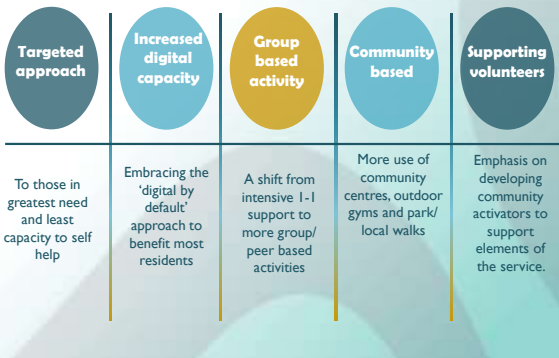 Targeted
approach
Increased
digital
capacity
Group
based
activity
Community
based
Supporting
volunteers
To those in
greatest need
and least
capacity to self
help
Embracing the
‘digital by
default’
approach to
benefit most
residents
A shift from
intensive 1-1
support to
more group/
peer based
activities
More use of
community
centres, outdoor
gyms and park/
local walks
Emphasis on
developing
community
activators to
support
elements of
the service.